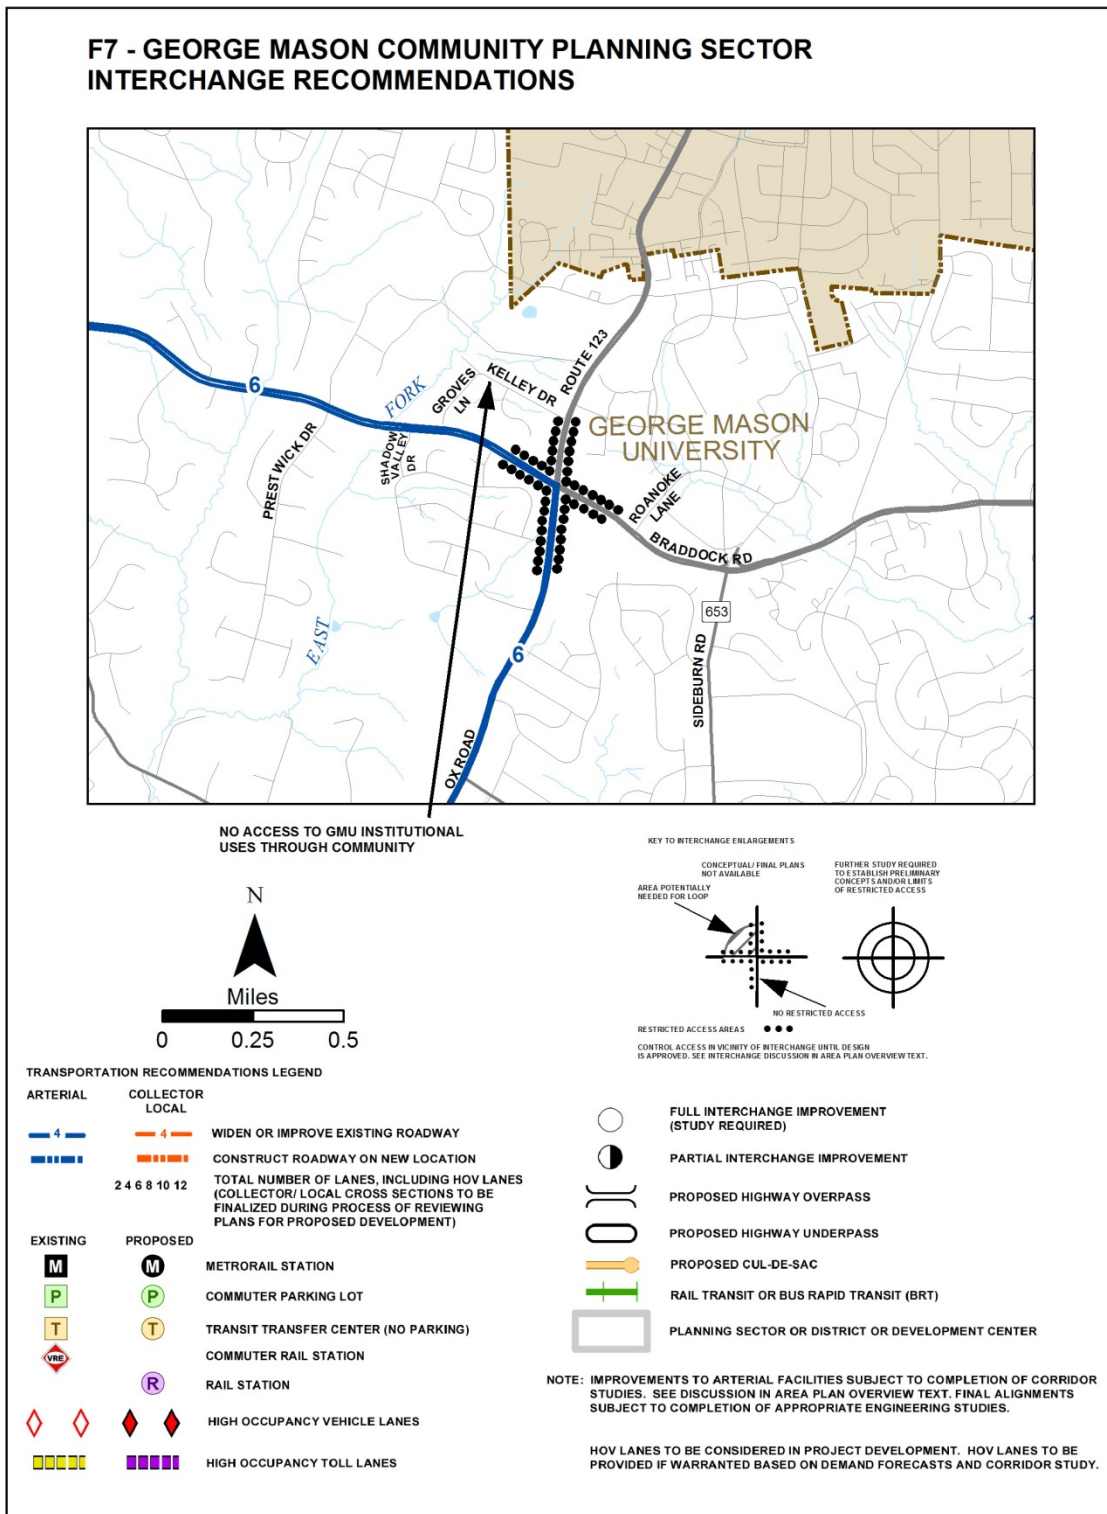 F7 - GEORGE MASON COMMUNITY PLANNING SECTOR
INTERCHANGE RECOMMENDATIONS
6
FORK
GROVES
LN
KELLEY DR
ROUTE 123
GEORGE MASON
UNIVERSITY
SHADOW
VALLEY
DR
PRESTWICK DR
ROANOKE
LANE
BRADDOCK RD
653
EAST
6
SIDEBURN RD
OX ROAD
NO ACCESS TO GMU INSTITUTIONAL
USES THROUGH COMMUNITY
N
Miles
0 0.25 0.5
KEY TO INTERCHANGE ENLARGEMENTS
CONCEPTUAL/ FINAL PLANS
NOT AVAILABLE
AREA POTENTIALLY
NEEDED FOR LOOP
FURTHER STUDY REQUIRED
TO ESTABLISH PRELIMINARY
CONCEPTS AND/OR LIMITS
OF RESTRICTED ACCESS
NO RESTRICTED ACCESS
RESTRICTED ACCESS AREAS
CONTROL ACCESS IN VICINITY OF INTERCHANGE UNTIL DESIGN
IS APPROVED. SEE INTERCHANGE DISCUSSION IN AREA PLAN OVERVIEW TEXT.
TRANSPORTATION RECOMMENDATIONS LEGEND
ARTERIAL COLLECTOR
LOCAL
4 4 WIDEN OR IMPROVE EXISTING ROADWAY
CONSTRUCT ROADWAY ON NEW LOCATION
2 4 6 8 10 12 TOTAL NUMBER OF LANES, INCLUDING HOV LANES
(COLLECTOR/ LOCAL CROSS SECTIONS TO BE
FINALIZED DURING PROCESS OF REVIEWING
PLANS FOR PROPOSED DEVELOPMENT)
EXISTING PROPOSED
M M METRORAIL STATION
P P COMMUTER PARKING LOT
T T TRANSIT TRANSFER CENTER (NO PARKING)
VRE COMMUTER RAIL STATION
R RAIL STATION
HIGH OCCUPANCY VEHICLE LANES
HIGH OCCUPANCY TOLL LANES
FULL INTERCHANGE IMPROVEMENT
(STUDY REQUIRED)
PARTIAL INTERCHANGE IMPROVEMENT
PROPOSED HIGHWAY OVERPASS
PROPOSED HIGHWAY UNDERPASS
PROPOSED CUL-DE-SAC
RAIL TRANSIT OR BUS RAPID TRANSIT (BRT)
PLANNING SECTOR OR DISTRICT OR DEVELOPMENT CENTER
NOTE: IMPROVEMENTS TO ARTERIAL FACILITIES SUBJECT TO COMPLETION OF CORRIDOR
STUDIES. SEE DISCUSSION IN AREA PLAN OVERVIEW TEXT. FINAL ALIGNMENTS
SUBJECT TO COMPLETION OF APPROPRIATE ENGINEERING STUDIES.
HOV LANES TO BE CONSIDERED IN PROJECT DEVELOPMENT. HOV LANES TO BE
PROVIDED IF WARRANTED BASED ON DEMAND FORECASTS AND CORRIDOR STUDY.